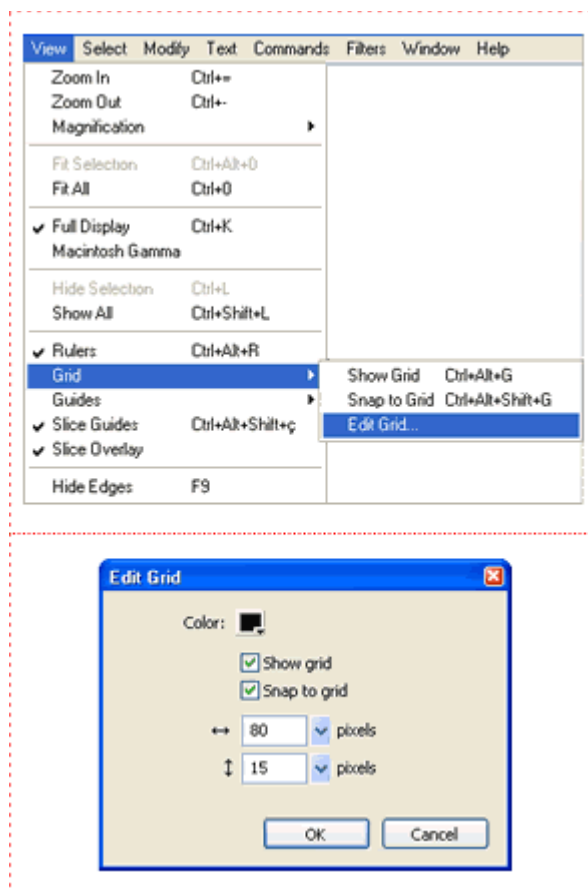 View Select Modify Text Commands Filters Window Help
Zoom In Ctrl+=
Zoom Out Ctrl+-
Magnification
Fit Selection Ctrl+Alt+0
Fit All Ctrl+0
Full Display Ctrl+K
Macintosh Gamma
Hide Selection Ctrl+L
Show All Ctrl+Shift+L
Rulers Ctrl+Alt+R
Grid
Show Grid Ctrl+Alt+G
Guides
Snap to Grid Ctrl+Alt+Shift+G
Slice Guides Ctrl+Alt+Shift+ç
Edit Grid...
Slice Overlay
Hide Edges F9
Edit Grid
Color:
Show grid
Snap to grid
80 pixels
15 pixels
OK Cancel